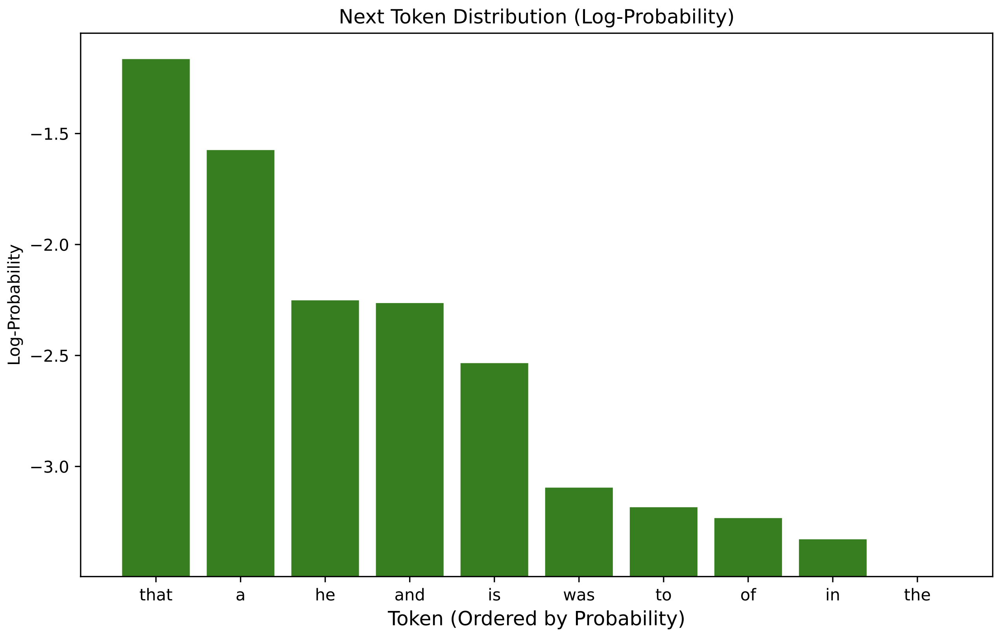 Next Token Distribution (Log-Probability)
Log-Probability
−1.5
−2.0
−2.5
−3.0
that a he and is was to of in the
Token (Ordered by Probability)